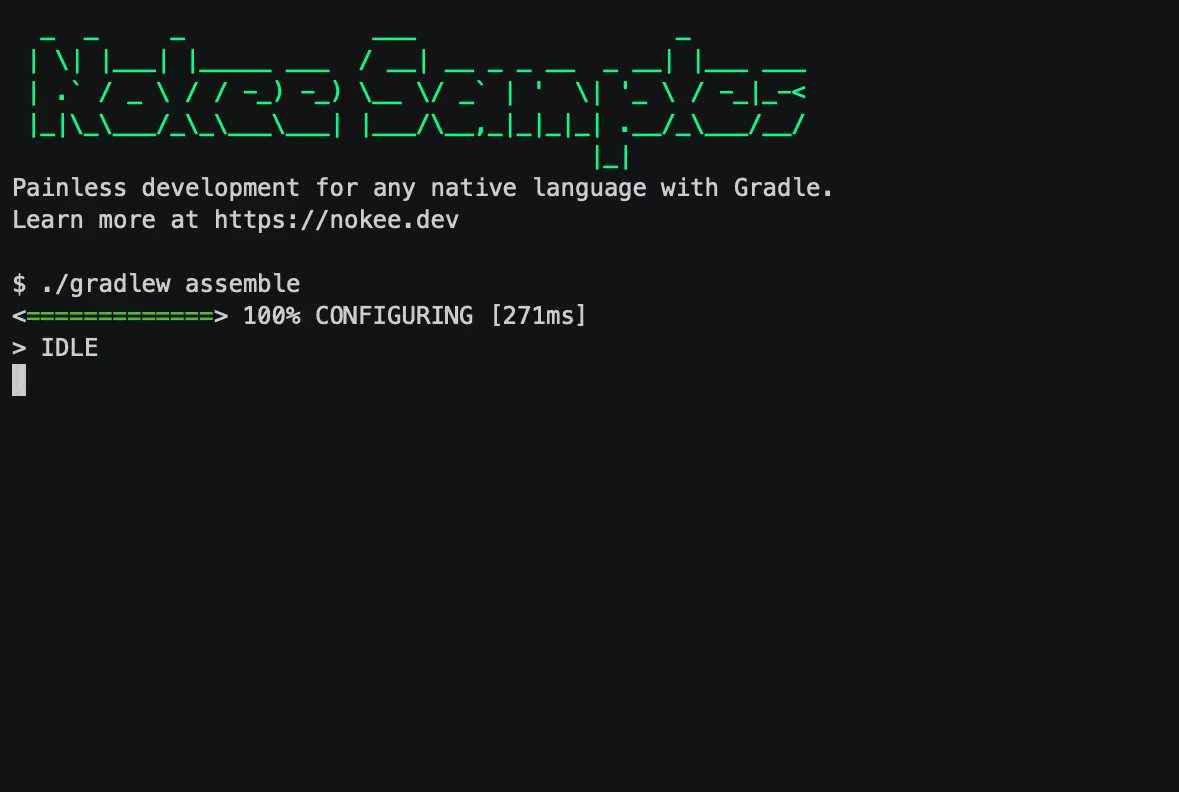 Nokee Samples
Painless development for any native language with Gradle.
Learn more at https://nokee.dev
$ ./gradlew assemble
<=============> 100% CONFIGURING [271ms]
> IDLE